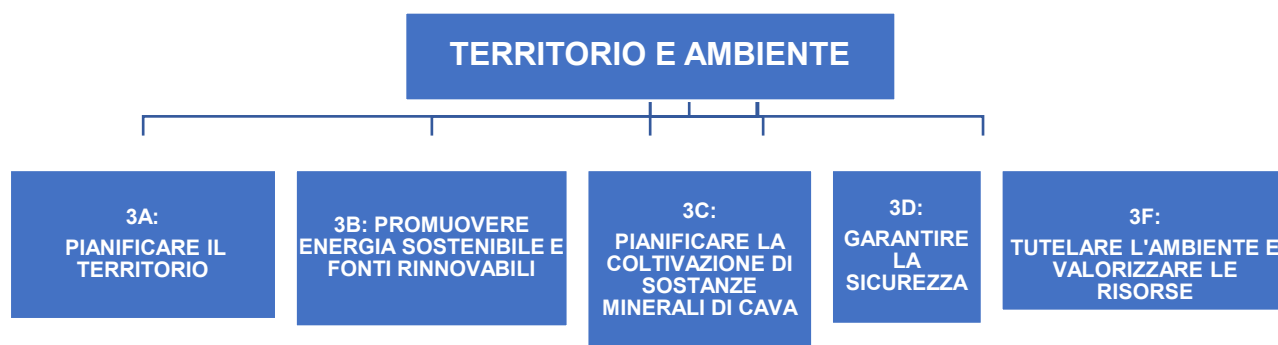 TERRITORIO E AMBIENTE
3A:
PIANIFICARE IL
TERRITORIO
3B: PROMUOVERE
ENERGIA SOSTENIBILE E
FONTI RINNOVABILI
3C:
PIANIFICARE LA
COLTIVAZIONE DI
SOSTANZE
MINERALI DI CAVA
3D:
GARANTIRE
LA
SICUREZZA
3F:
TUTELARE L'AMBIENTE E
VALORIZZARE LE
RISORSE